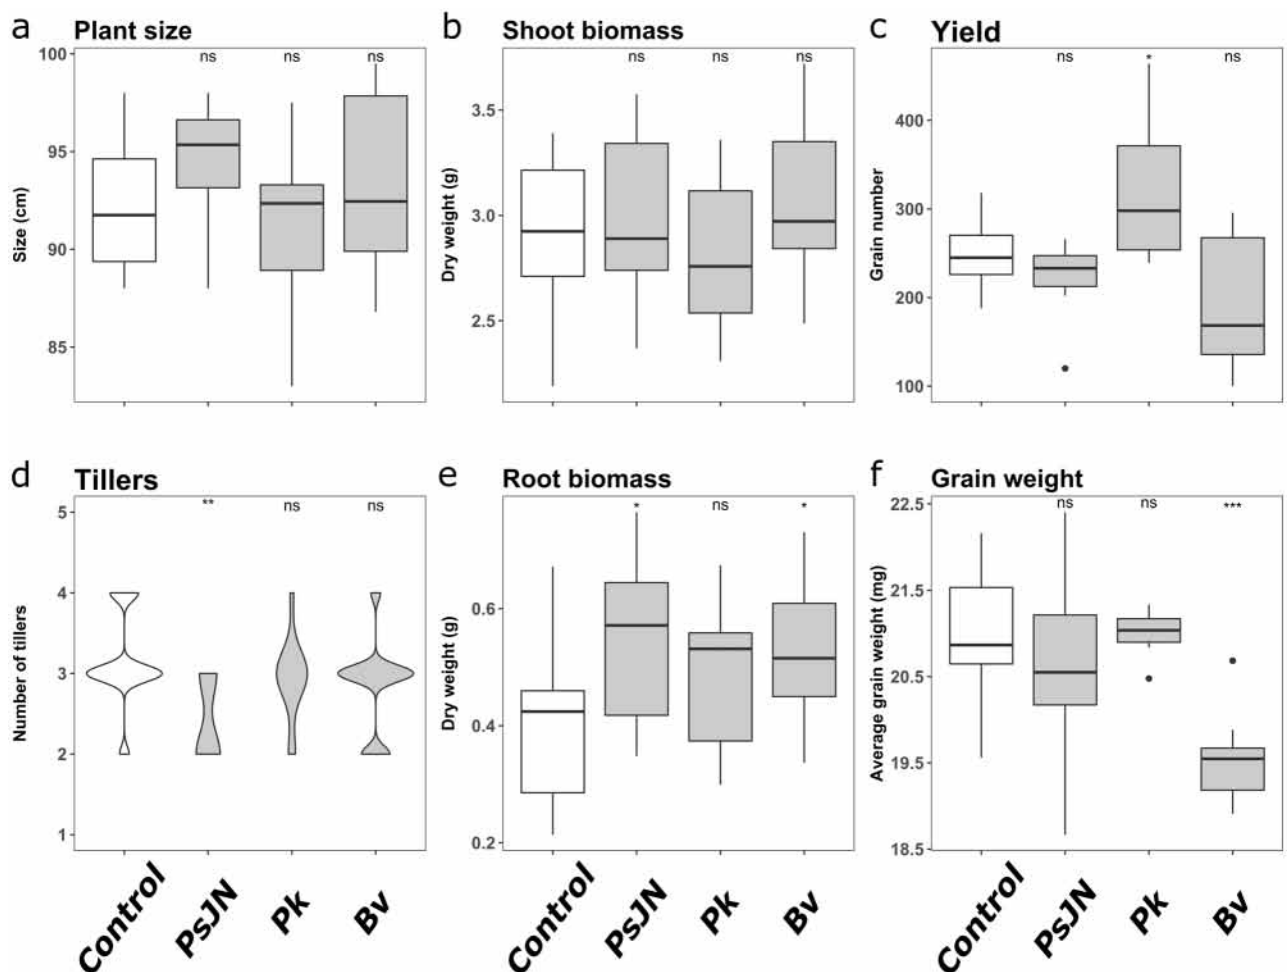 a Plant size
ns ns ns
100
95
90
85
Size (cm)
b Shoot biomass
ns ns ns
3.5
3.0
2.5
Dry weight (g)
c Yield
ns * ns
400
300
200
100
Grain number
d Tillers
** ns ns
5
4
3
2
1
Number of tillers
e Root biomass
* ns *
0.6
0.4
0.2
Dry weight (g)
f Grain weight
ns ns ***
22.5
21.5
20.5
19.5
18.5
Average grain weight (mg)
Control PsJN Pk Bv
Control PsJN Pk Bv
Control PsJN Pk Bv